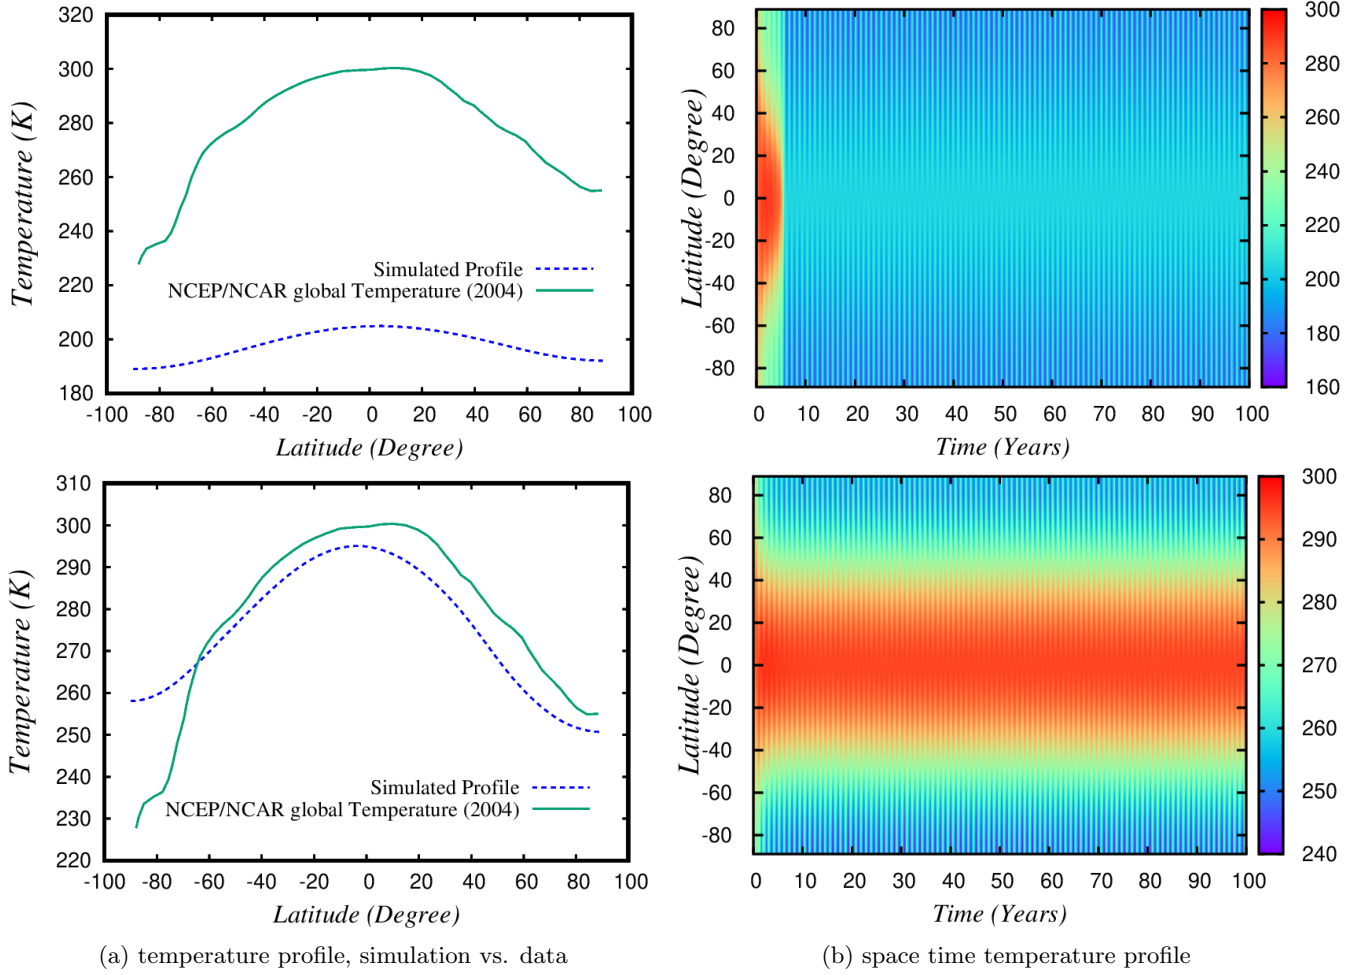 320
300
280
260
240
220
200
180
Temperature (K)
Simulated Profile
NCEP/NCAR global Temperature (2004)
-100 -80 -60 -40 -20 0 20 40 60 80 100
Latitude (Degree)
80
60
40
20
0
-20
-40
-60
-80
Latitude (Degree)
0 10 20 30 40 50 60 70 80 90 100
Time (Years)
300
280
260
240
220
200
180
160
310
300
290
280
270
260
250
240
230
220
Temperature (K)
Simulated Profile
NCEP/NCAR global Temperature (2004)
-100 -80 -60 -40 -20 0 20 40 60 80 100
Latitude (Degree)
80
60
40
20
0
-20
-40
-60
-80
Latitude (Degree)
0 10 20 30 40 50 60 70 80 90 100
Time (Years)
300
290
280
270
260
250
240
(a) temperature profile, simulation vs. data
(b) space time temperature profile